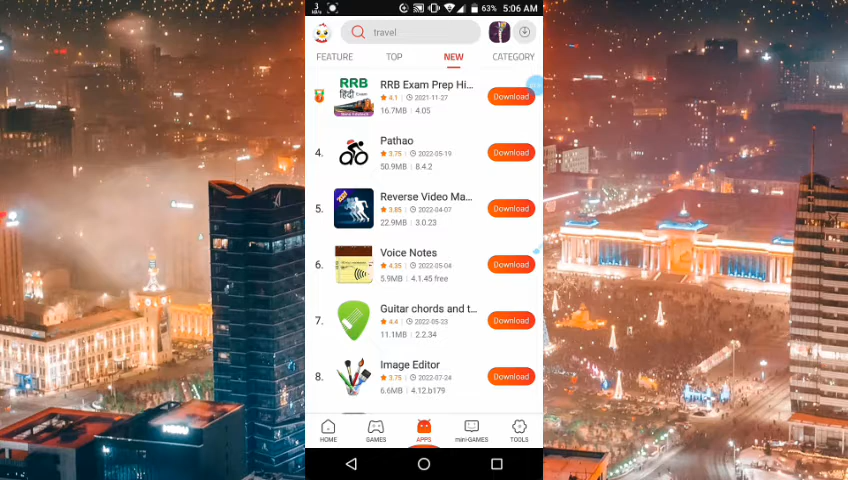 3
KB/s
63%
5:06 AM
travel
FEATURE
TOP
NEW
CATEGORY
RRB
हिंदी Exam
RRB Exam Prep Hi...
4.1
2021-11-27
16.7MB
4.05
Download
4.
Pathao
3.75
2022-05-19
50.9MB
8.4.2
Download
5.
Reverse Video Ma...
3.85
2022-04-07
22.9MB
3.0.23
Download
6.
Voice Notes
4.35
2022-05-04
5.9MB
4.1.45 free
Download
7.
Guitar chords and t...
4.4
2022-05-23
11.1MB
2.2.34
Download
8.
Image Editor
3.75
2022-07-24
6.6MB
4.12.b179
Download
HOME
GAMES
APPS
mini-GAMES
TOOLS